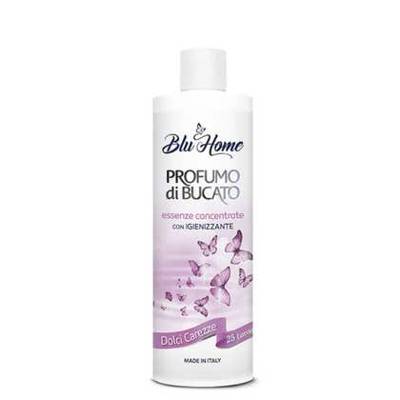 Blu Home
PROFUMO
di BUCATO
essenze concentrate
CON IGIENIZZANTE
Dolci Carezze
25
MADE IN ITALY